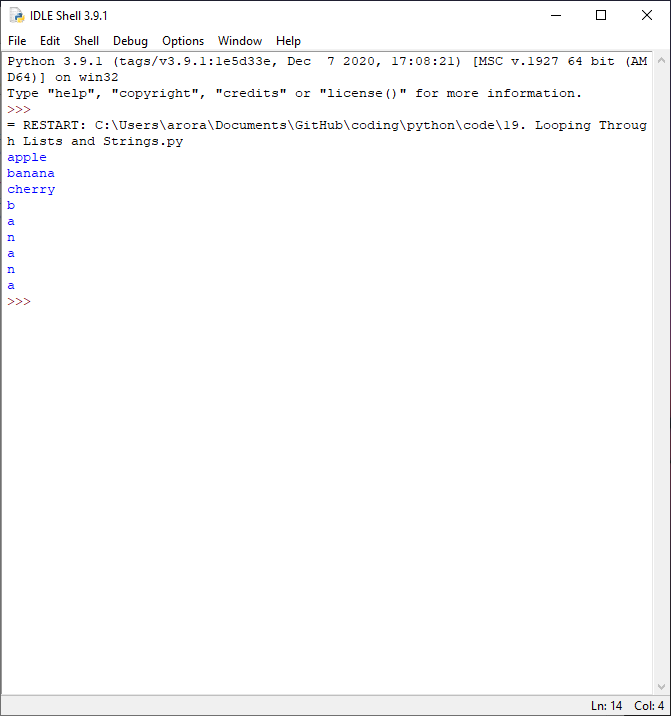 IDLE Shell 3.9.1
File Edit Shell Debug Options Window Help
Python 3.9.1 (tags/v3.9.1:1e5d33e, Dec  7 2020, 17:08:21) [MSC v.1927 64 bit (AM
D64)] on win32
Type "help", "copyright", "credits" or "license()" for more information.
>>>
= RESTART: C:\Users\arora\Documents\GitHub\coding\python\code\19. Looping Throug
h Lists and Strings.py
apple
banana
cherry
b
a
n
a
n
a
>>>
Ln: 14 Col: 4